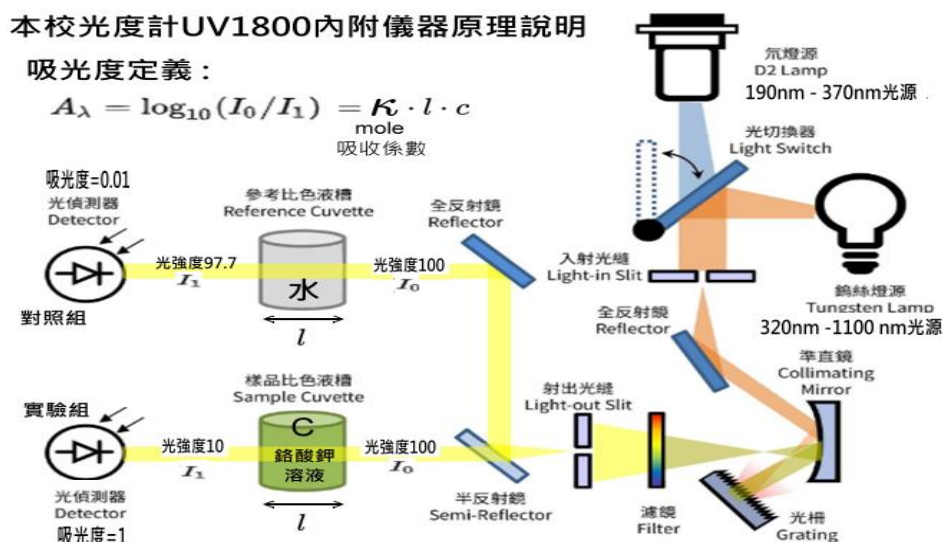 本校光度計UV1800內附儀器原理說明
吸光度定義：
A_λ = log₁₀(I₀/I₁) = κ · l · c
mole
吸收係數
氘燈源
D2 Lamp
190nm - 370nm光源
光切換器
Light Switch
入射光縫
Light-in Slit
鎢絲燈源
Tungsten Lamp
320nm -1100 nm光源
全反射鏡
Reflector
準直鏡
Collimating
Mirror
吸光度=0.01
光偵測器
Detector
對照組
光強度97.7
I₁
參考比色液槽
Reference Cuvette
水
l
光強度100
I₀
全反射鏡
Reflector
實驗組
光偵測器
Detector
吸光度=1
光強度10
I₁
樣品比色液槽
Sample Cuvette
C
鉻酸鉀
溶液
l
光強度100
I₀
半反射鏡
Semi-Reflector
射出光縫
Light-out Slit
濾鏡
Filter
光柵
Grating